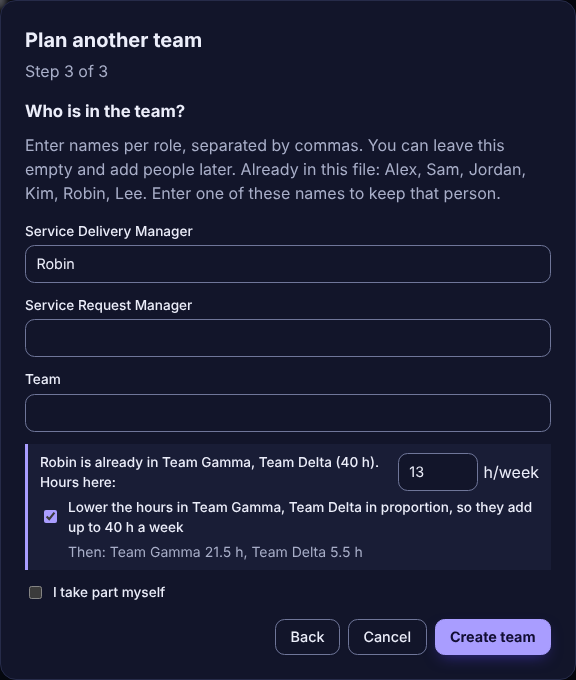 Plan another team
Step 3 of 3
Who is in the team?
Enter names per role, separated by commas. You can leave this
empty and add people later. Already in this file: Alex, Sam, Jordan,
Kim, Robin, Lee. Enter one of these names to keep that person.
Service Delivery Manager
Robin
Service Request Manager
Team
Robin is already in Team Gamma, Team Delta (40 h).
Hours here:
13 h/week
Lower the hours in Team Gamma, Team Delta in proportion, so they add
up to 40 h a week
Then: Team Gamma 21.5 h, Team Delta 5.5 h
I take part myself
Back Cancel Create team